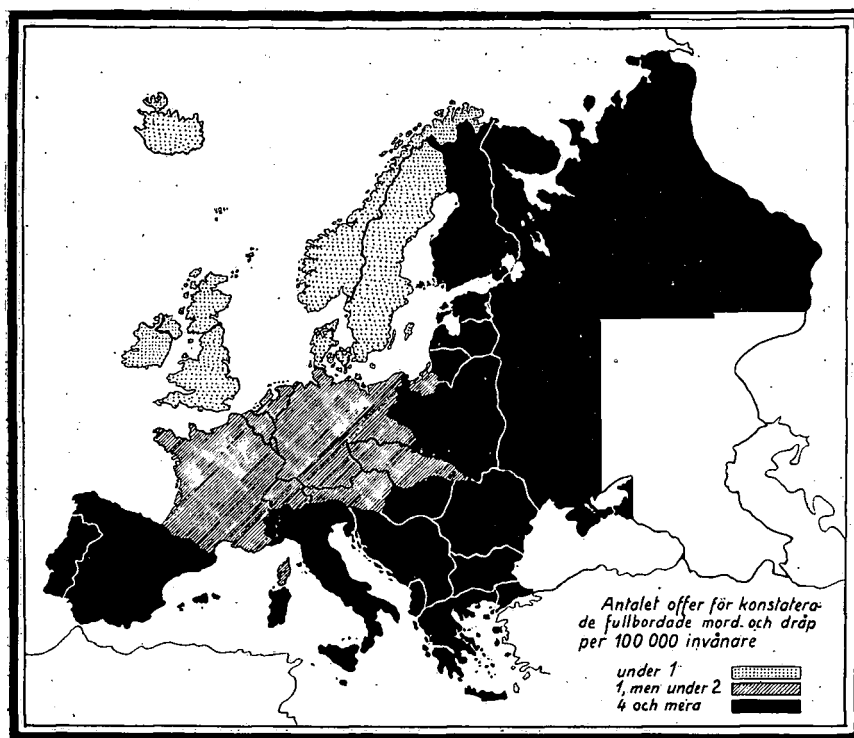 Antalet offer för konstatera-
de fullbordade mord och dråp
per 100 000 invånare
under 1
1, men under 2
4 och mera